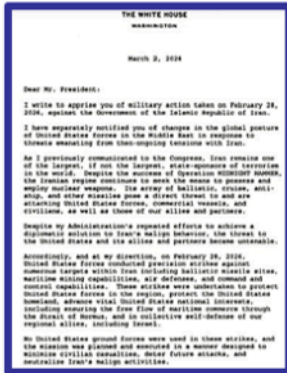 THE WHITE HOUSE
WASHINGTON
March 2, 2026
Dear Mr. President:
I write to apprise you of military action taken on February 28,
2026, against the Government of the Islamic Republic of Iran.
I have separately notified you of changes in the global posture
of United States forces in the Middle East in response to
threats emanating from then-ongoing tensions with Iran.
As I previously communicated to the Congress, Iran remains one
of the largest, if not the largest, state-sponsors of terrorism
in the world. Despite the success of Operation MIDNIGHT HAMMER,
the Iranian regime continues to seek the means to possess and
employ nuclear weapons. Its array of ballistic, cruise, anti-
ship, and other missiles pose a direct threat to and are
attacking United States forces, commercial vessels, and
civilians, as well as those of our allies and partners.
Despite my Administration's repeated efforts to achieve a
diplomatic solution to Iran's malign behavior, the threat to
the United States and its allies and partners became untenable.
Accordingly, and at my direction, on February 28, 2026,
United States forces conducted precision strikes against
numerous targets within Iran including ballistic missile sites,
maritime mining capabilities, air defenses, and command and
control capabilities. These strikes were undertaken to protect
United States forces in the region, protect the United States
homeland, advance vital United States national interests,
including ensuring the free flow of maritime commerce through
the Strait of Hormuz, and in collective self-defense of our
regional allies, including Israel.
No United States ground forces were used in these strikes, and
the mission was planned and executed in a manner designed to
minimize civilian casualties, deter future attacks, and
neutralize Iran's malign activities.